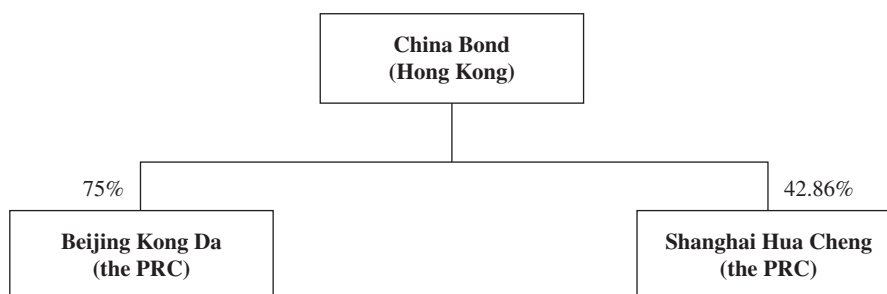 China Bond
(Hong Kong)
75%
42.86%
Beijing Kong Da
(the PRC)
Shanghai Hua Cheng
(the PRC)